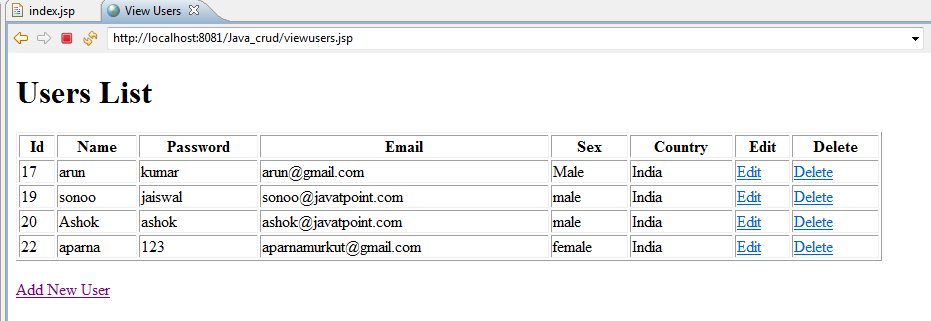 index.jsp View Users
http://localhost:8081/Java_crud/viewusers.jsp
Users List
Id Name Password Email Sex Country Edit Delete
17 arun kumar arun@gmail.com Male India Edit Delete
19 sonoo jaiswal sonoo@javatpoint.com male India Edit Delete
20 Ashok ashok ashok@javatpoint.com male India Edit Delete
22 aparna 123 aparnamurkut@gmail.com female India Edit Delete
Add New User